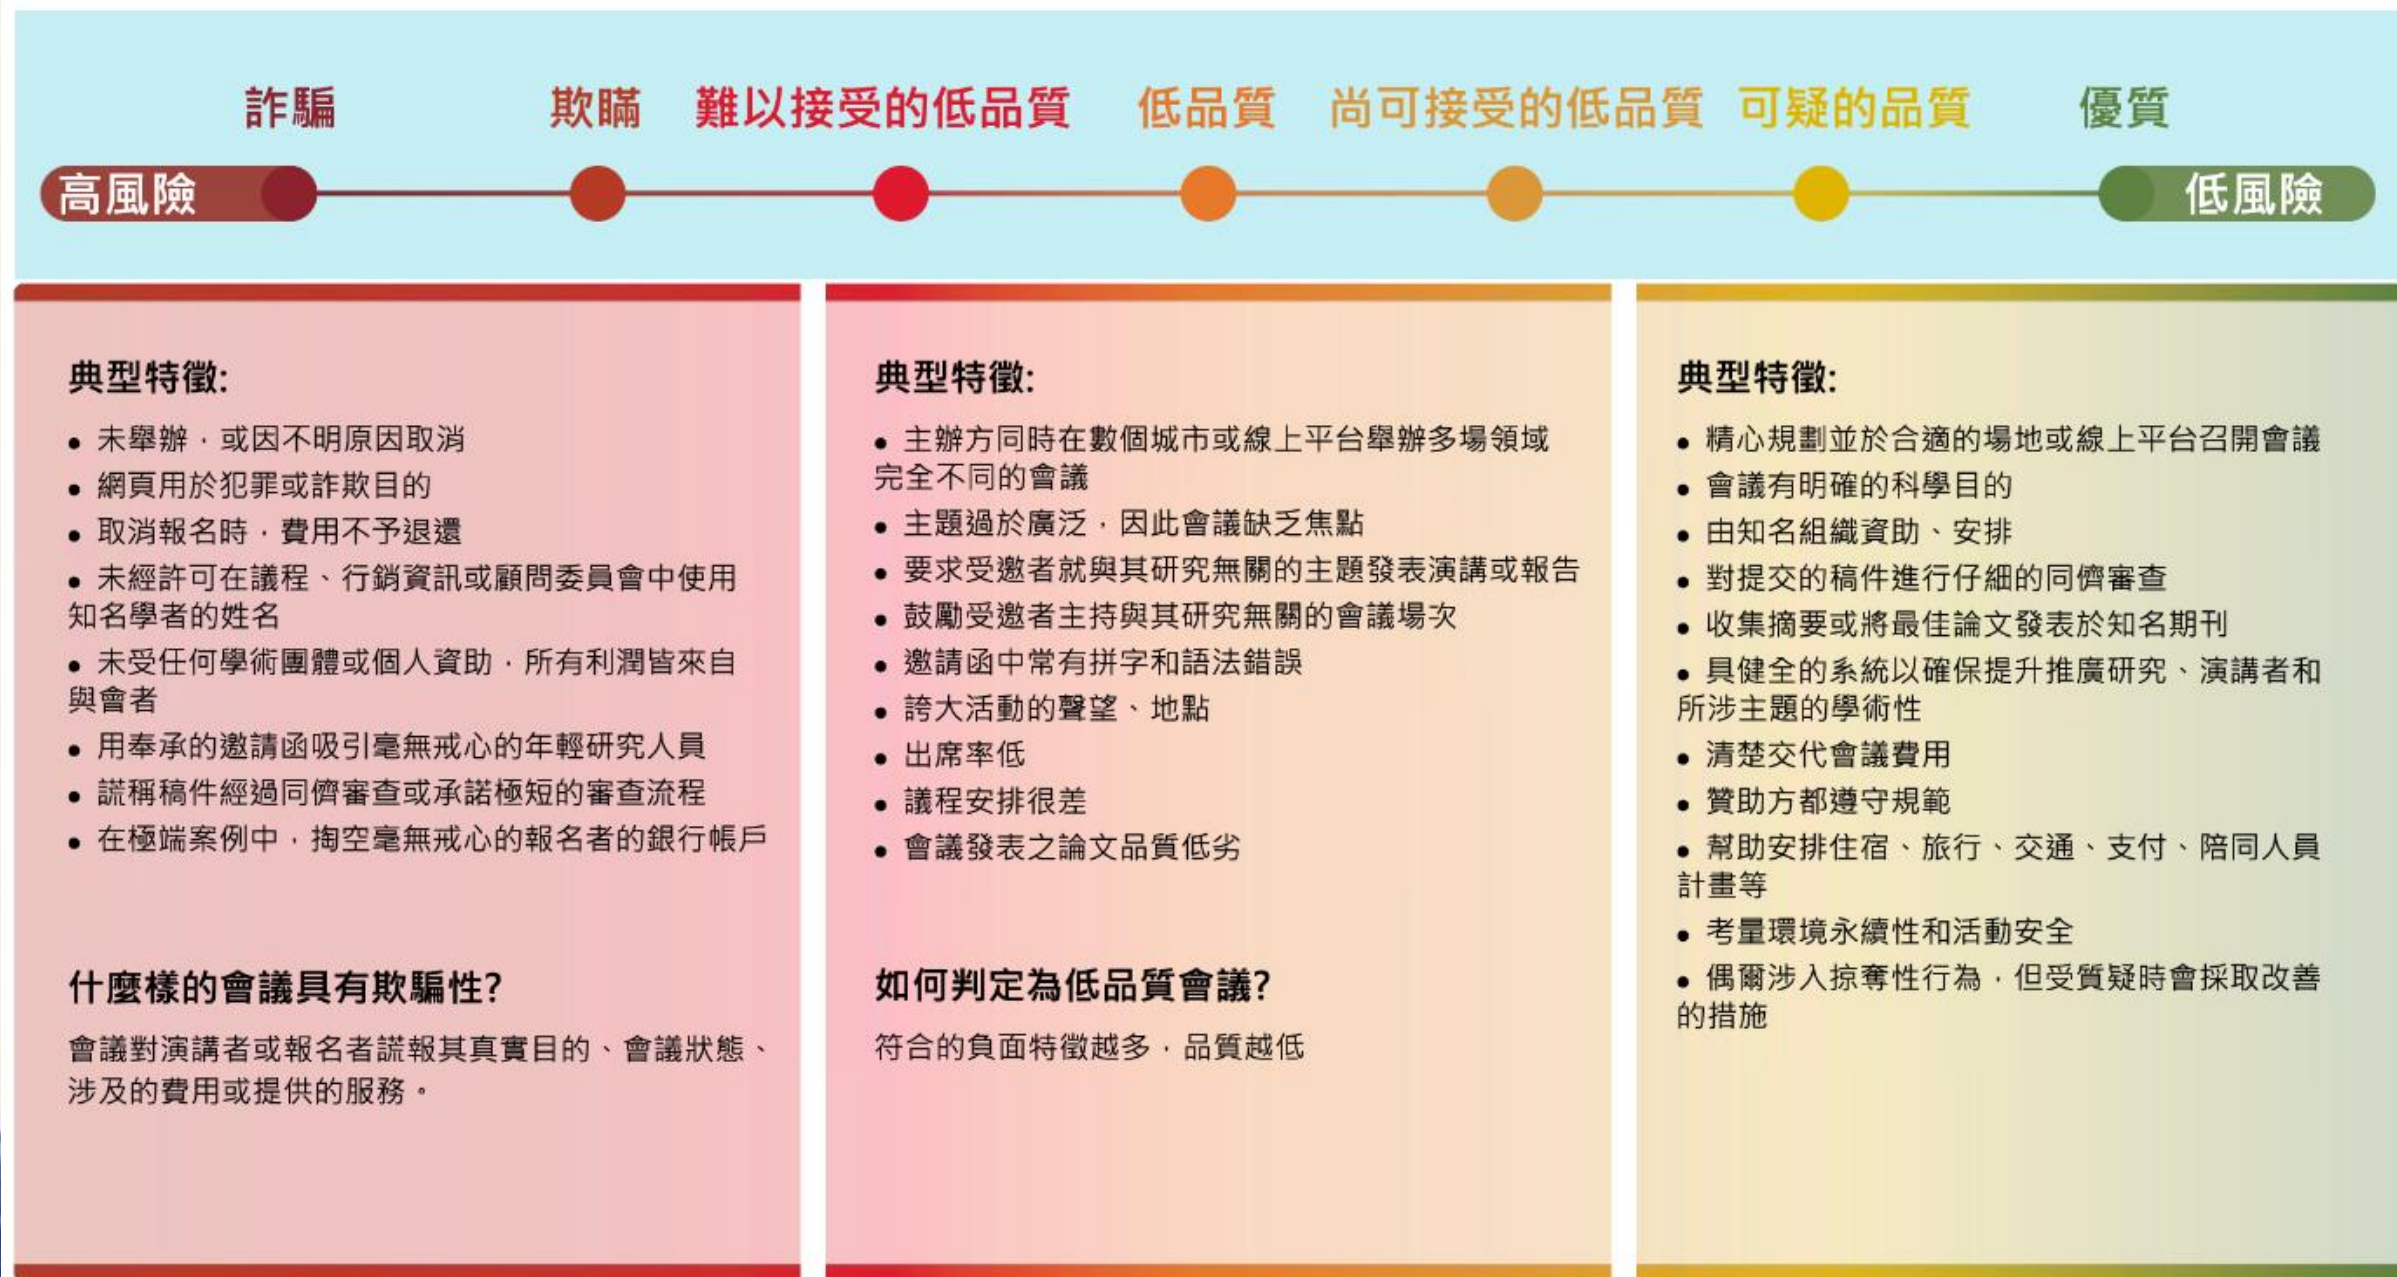 詐騙
欺瞞
難以接受的低品質
低品質
尚可接受的低品質
可疑的品質
優質
高風險
低風險
典型特徵:
• 未舉辦，或因不明原因取消
• 網頁用於犯罪或詐欺目的
• 取消報名時，費用不予退還
• 未經許可在議程、行銷資訊或顧問委員會中使用
知名學者的姓名
• 未受任何學術團體或個人資助，所有利潤皆來自
與會者
• 用奉承的邀請函吸引毫無戒心的年輕研究人員
• 謊稱稿件經過同儕審查或承諾極短的審查流程
• 在極端案例中，掏空毫無戒心的報名者的銀行帳戶
什麼樣的會議具有欺騙性?
會議對演講者或報名者謊報其真實目的、會議狀態、
涉及的費用或提供的服務。
典型特徵:
• 主辦方同時在數個城市或線上平台舉辦多場領域
完全不同的會議
• 主題過於廣泛，因此會議缺乏焦點
• 要求受邀者就與其研究無關的主題發表演講或報告
• 鼓勵受邀者主持與其研究無關的會議場次
• 邀請函中常有拼字和語法錯誤
• 誇大活動的聲望、地點
• 出席率低
• 議程安排很差
• 會議發表之論文品質低劣
如何判定為低品質會議?
符合的負面特徵越多，品質越低
典型特徵:
• 精心規劃並於合適的場地或線上平台召開會議
• 會議有明確的科學目的
• 由知名組織資助、安排
• 對提交的稿件進行仔細的同儕審查
• 收集摘要或將最佳論文發表於知名期刊
• 具健全的系統以確保提升推廣研究、演講者和
所涉主題的學術性
• 清楚交代會議費用
• 贊助方都遵守規範
• 幫助安排住宿、旅行、交通、支付、陪同人員
計畫等
• 考量環境永續性和活動安全
• 偶爾涉入掠奪性行為，但受質疑時會採取改善
的措施